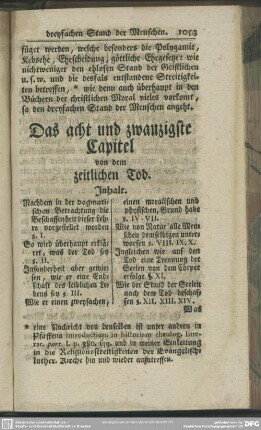 dreyfachen Stand der Menschen. 1053
füget werden, welche besonders die Polygamie,
Kebsehe, Ehescheidung, göttliche Ehegesetze; wie
nichtweniger den ehlosen Stand der Geistlichen
u. s. w. und die desfals entstandene Streitigkei-
ten betreffen, * wie denn auch überhaupt in den
Büchern der christlichen Moral vieles vorkomt,
so den dreyfachen Stand der Menschen angeht.
Das acht und zwanzigste
Capitel
von dem
zeitlichen Tod.
Inhalt.
Nachdem in der dogmati-
schen Betrachtung die
Beschaffenheit dieser Leh-
re vorgestellet worden
§. I.
So wird überhaupt erklä-
ret, was der Tod sey
§. II.
Insonderheit aber gewie-
sen, wie er eine Endschaft
des leiblichen Le-
bens sey §. III.
Wie er einen zweyfachen,
einen moralischen und
physischen, Grund habe
§. IV - VII.
Wie von Natur alle Men-
schen demselbigen unter-
worfen §. VIII. IX. X.
Ingleichen wie auf den
Tod eine Trennung der
Seelen von dem Cörper
erfolge §. XI.
Wie der Stand der Seelen
nach dem Tod beschaf-
fen §. XII. XIII. XIV.
Was
* eine Nachricht von denselben ist unter andern in
Pfaffens introduction. in historiam theolog. litte-
rar. part. I. p. 380. sqq. und in meiner Einleitung
in die Religionsstreitigkeiten der Evangelisch-
luther. Kirche hin und wieder anzutreffen.